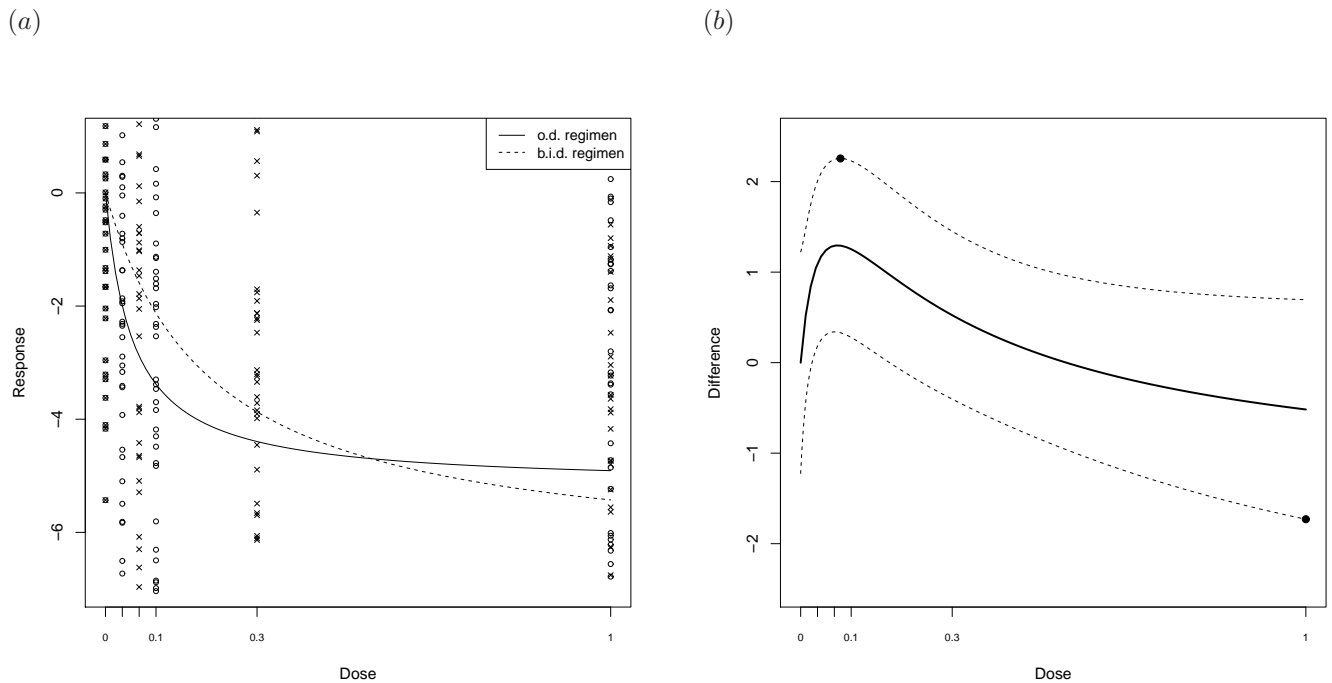 (a)
(b)
o.d. regimen
b.i.d. regimen
Response
0
−2
−4
−6
0
0.1
0.3
1
Dose
Difference
2
1
0
−1
−2
0
0.1
0.3
1
Dose